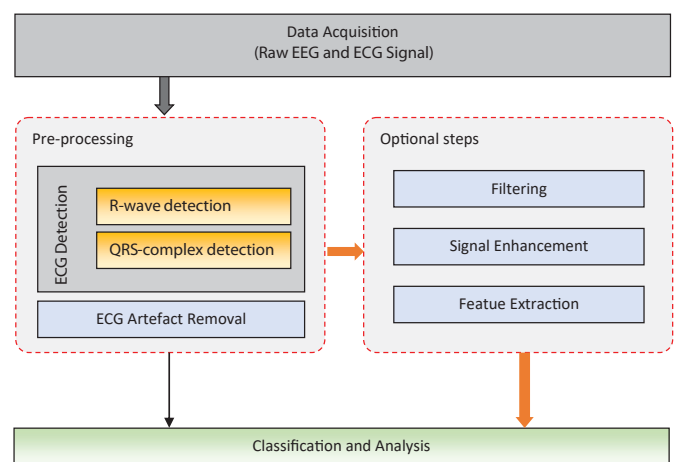 Data Acquisition
(Raw EEG and ECG Signal)
Pre-processing
ECG Detection
R-wave detection
QRS-complex detection
ECG Artefact Removal
Optional steps
Filtering
Signal Enhancement
Featue Extraction
Classification and Analysis